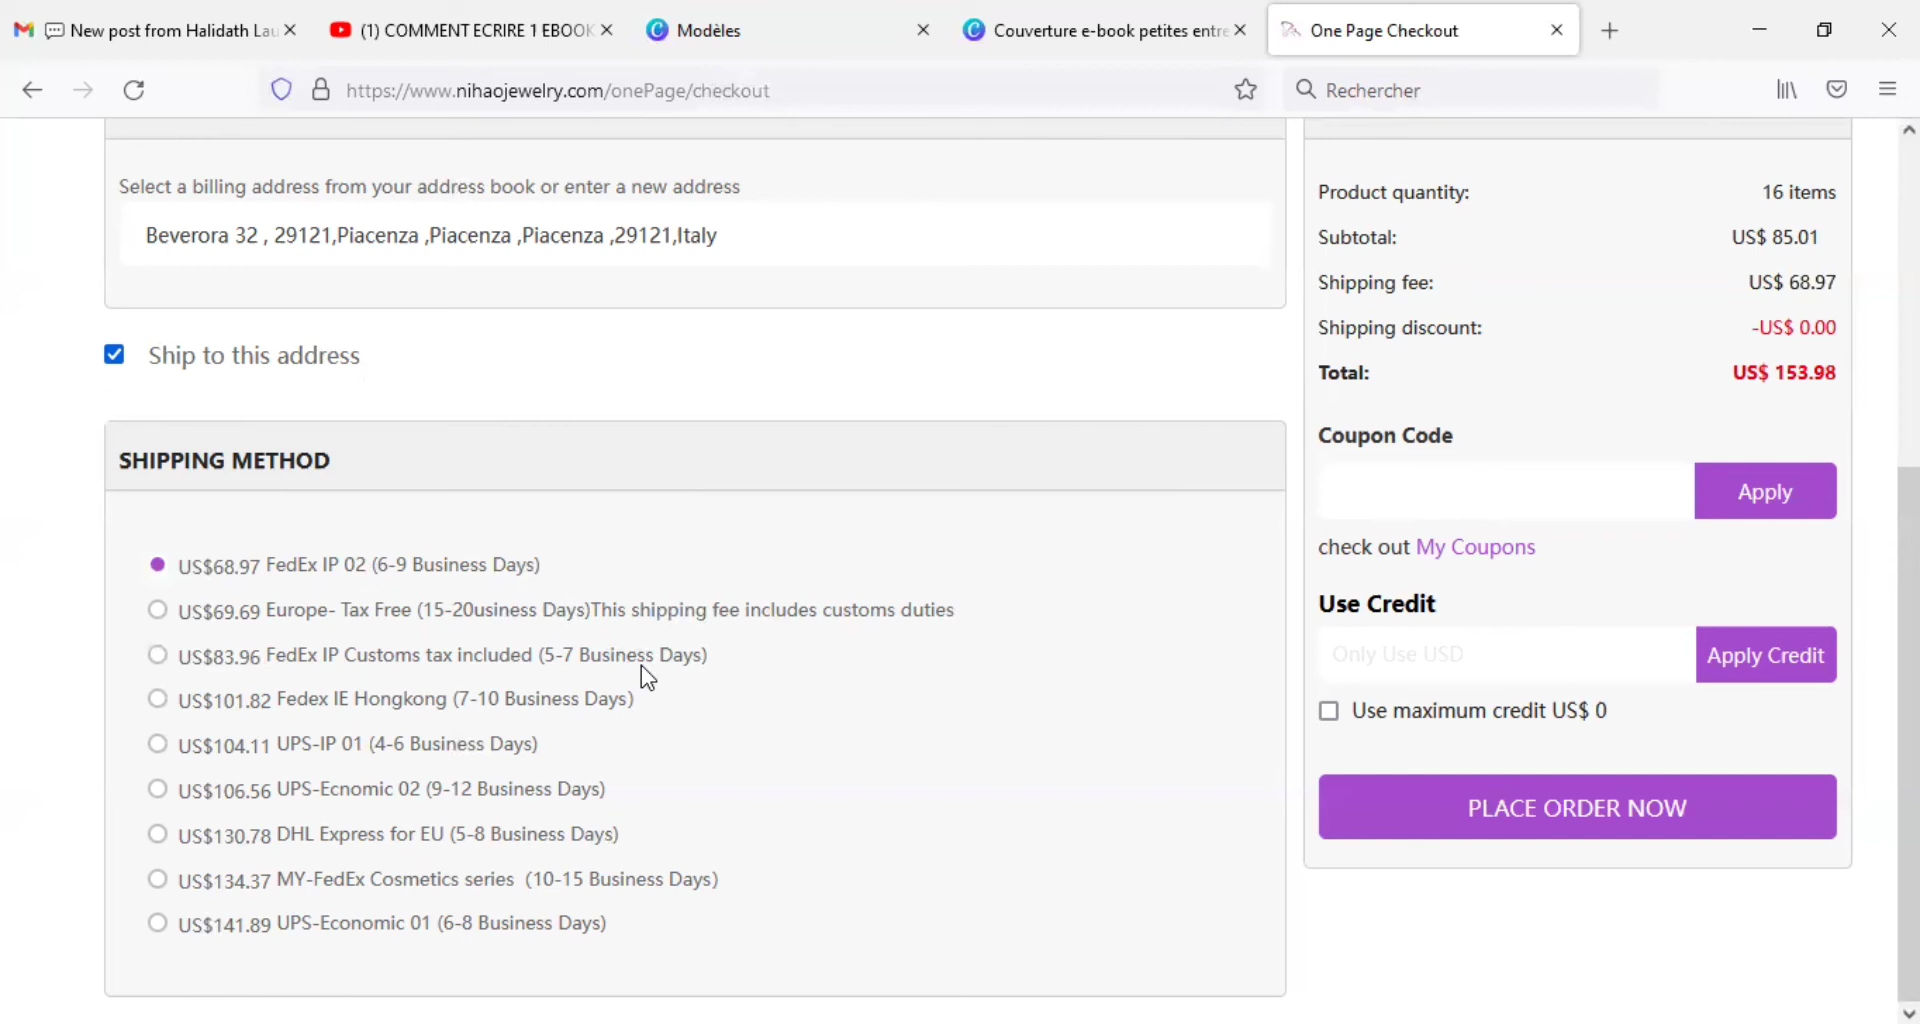 New post from Halidath Lau
(1) COMMENT ECRIRE 1 EBOOK
Modèles
Couverture e-book petites entre
One Page Checkout
https://www.nihaojewelry.com/onePage/checkout
Rechercher
Select a billing address from your address book or enter a new address
Beverora 32 , 29121,Piacenza ,Piacenza ,Piacenza ,29121,Italy
Ship to this address
SHIPPING METHOD
US$68.97 FedEx IP 02 (6-9 Business Days)
US$69.69 Europe- Tax Free (15-20usiness Days)This shipping fee includes customs duties
US$83.96 FedEx IP Customs tax included (5-7 Business Days)
US$101.82 Fedex IE Hongkong (7-10 Business Days)
US$104.11 UPS-IP 01 (4-6 Business Days)
US$106.56 UPS-Ecnomic 02 (9-12 Business Days)
US$130.78 DHL Express for EU (5-8 Business Days)
US$134.37 MY-FedEx Cosmetics series (10-15 Business Days)
US$141.89 UPS-Economic 01 (6-8 Business Days)
Product quantity: 16 items
Subtotal: US$ 85.01
Shipping fee: US$ 68.97
Shipping discount: -US$ 0.00
Total: US$ 153.98
Coupon Code
Apply
check out My Coupons
Use Credit
Only Use USD
Apply Credit
Use maximum credit US$ 0
PLACE ORDER NOW